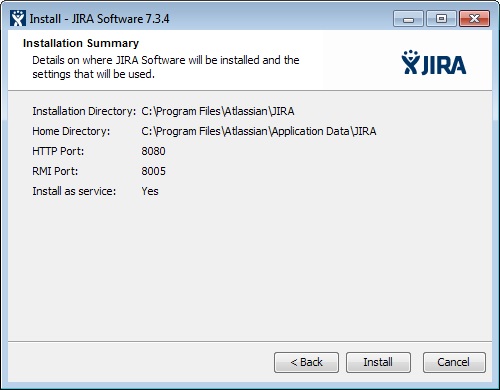 Install - JIRA Software 7.3.4
Installation Summary
Details on where JIRA Software will be installed and the
settings that will be used.
JIRA
Installation Directory: C:\Program Files\Atlassian\JIRA
Home Directory: C:\Program Files\Atlassian\Application Data\JIRA
HTTP Port: 8080
RMI Port: 8005
Install as service: Yes
< Back Install Cancel